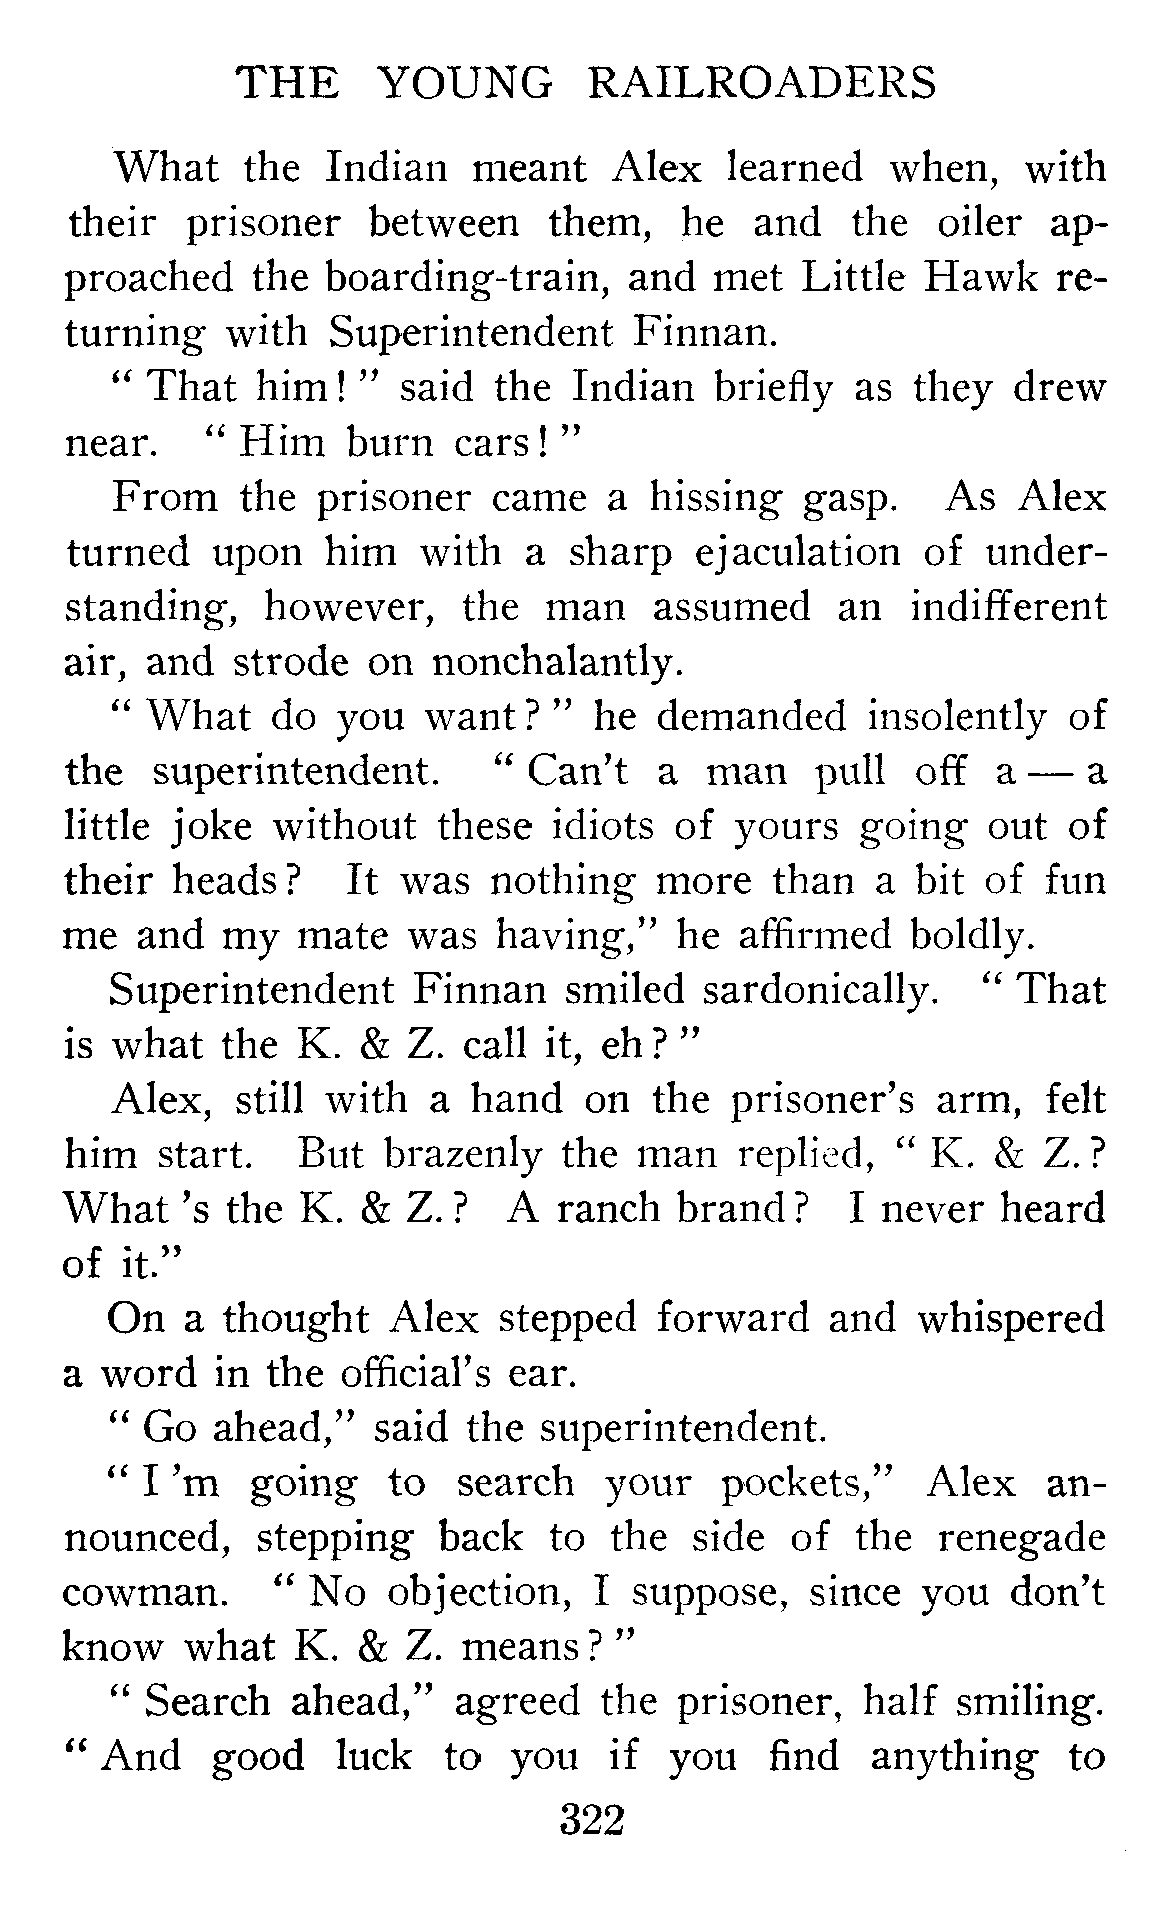 THE YOUNG RAILROADERS
What the Indian meant Alex learned when, with
their prisoner between them, he and the oiler ap-
proached the boarding-train, and met Little Hawk re-
turning with Superintendent Finnan.
“ That him! ” said the Indian briefly as they drew
near. “ Him burn cars! ”
From the prisoner came a hissing gasp. As Alex
turned upon him with a sharp ejaculation of under-
standing, however, the man assumed an indifferent
air, and strode on nonchalantly.
“ What do you want? ” he demanded insolently of
the superintendent. “ Can't a man pull off a — a
little joke without these idiots of yours going out of
their heads? It was nothing more than a bit of fun
me and my mate was having,” he affirmed boldly.
Superintendent Finnan smiled sardonically. “ That
is what the K. & Z. call it, eh? ”
Alex, still with a hand on the prisoner's arm, felt
him start. But brazenly the man replied, “ K. & Z.?
What 's the K. & Z.? A ranch brand? I never heard
of it.”
On a thought Alex stepped forward and whispered
a word in the official's ear.
“ Go ahead,” said the superintendent.
“ I 'm going to search your pockets,” Alex an-
nounced, stepping back to the side of the renegade
cowman. “ No objection, I suppose, since you don't
know what K. & Z. means? ”
“ Search ahead,” agreed the prisoner, half smiling.
“ And good luck to you if you find anything to
322